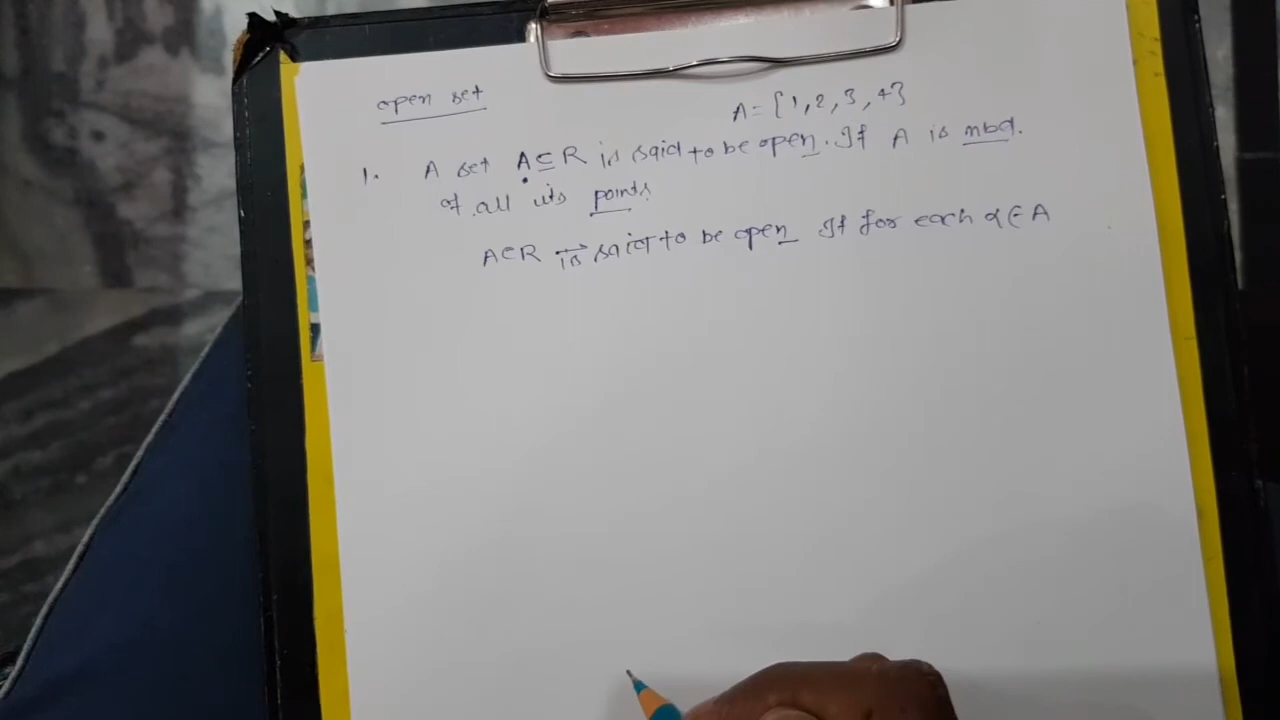 open set
A = {1, 2, 3, 4}
1. A set A ⊆ R is said to be open. If A is nbd.
of all its points.
A⊂R is said to be open If for each α ∈ A